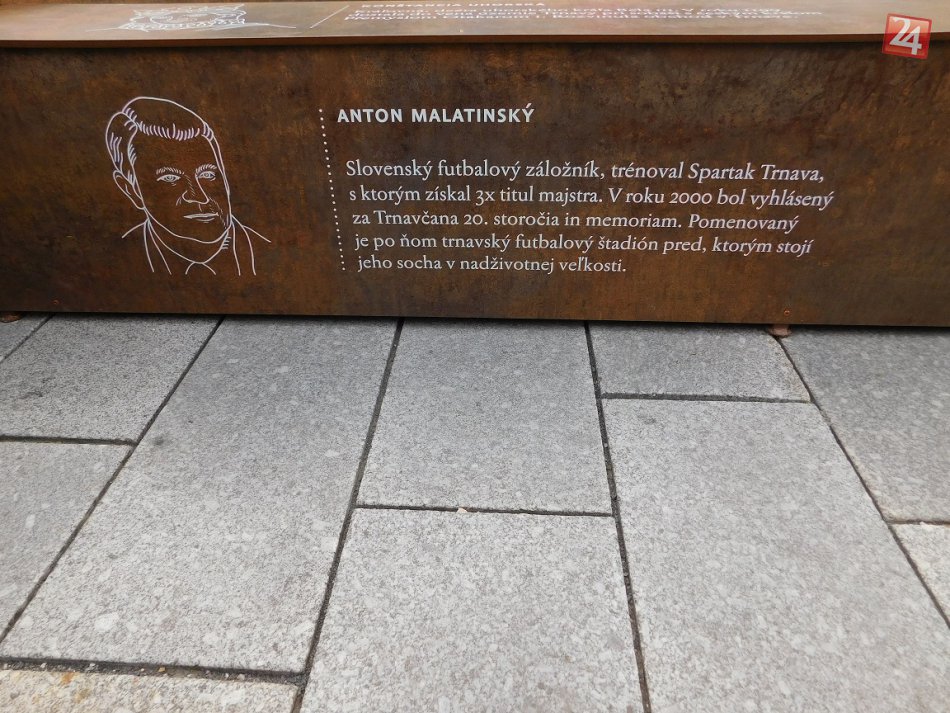 KONŠTANCIA UHORSKÁ
24
ANTON MALATINSKÝ
Slovenský futbalový záložník, trénoval Spartak Trnava,
s ktorým získal 3x titul majstra. V roku 2000 bol vyhlásený
za Trnavčana 20. storočia in memoriam. Pomenovaný
je po ňom trnavský futbalový štadión pred, ktorým stojí
jeho socha v nadživotnej veľkosti.